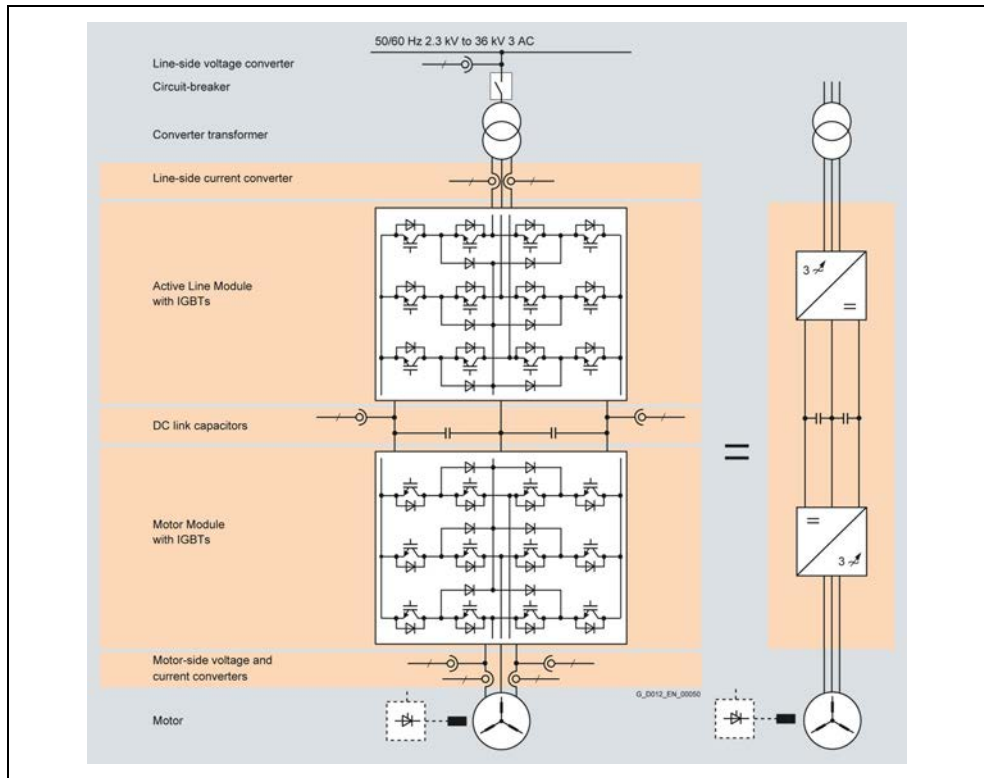 50/60 Hz 2.3 kV to 36 kV 3 AC
Line-side voltage converter
Circuit-breaker
Converter transformer
Line-side current converter
Active Line Module
with IGBTs
3
=
DC link capacitors
=
Motor Module
with IGBTs
=
3
Motor-side voltage and
current converters
G_D012_EN_00050
Motor